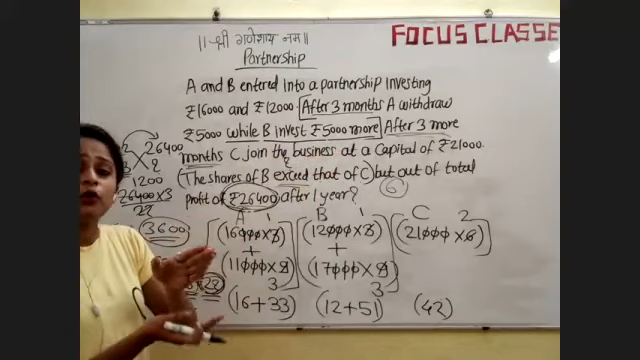 ॥ श्री गणेशाय नमः ॥
FOCUS CLASSE
Partnership
A and B entered into a partnership investing
₹16000 and ₹12000. After 3 months A withdraw
₹5000 while B invest ₹5000 more. After 3 more
months C join the business at a Capital of ₹21000.
(The shares of B exceed that of C) but out of total
profit of ₹26400 after 1 year?
26400
1200
26400×3
22
3600
A B C
[(16000×3) [(12000×3) [(21000×6)]
+ +
(11000×9)] (17000×9)]
(16+33) (12+51) (42)